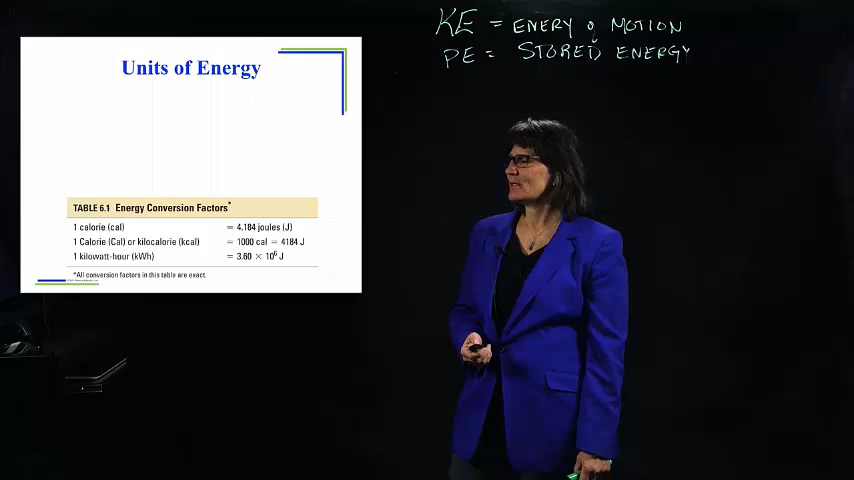 KE = ENERY of MOTION
PE = STORED ENERGY
Units of Energy
TABLE 6.1 Energy Conversion Factors*
1 calorie (cal) = 4.184 joules (J)
1 Calorie (Cal) or kilocalorie (kcal) = 1000 cal = 4184 J
1 kilowatt-hour (kWh) = 3.60 × 10⁶ J
*All conversion factors in this table are exact.